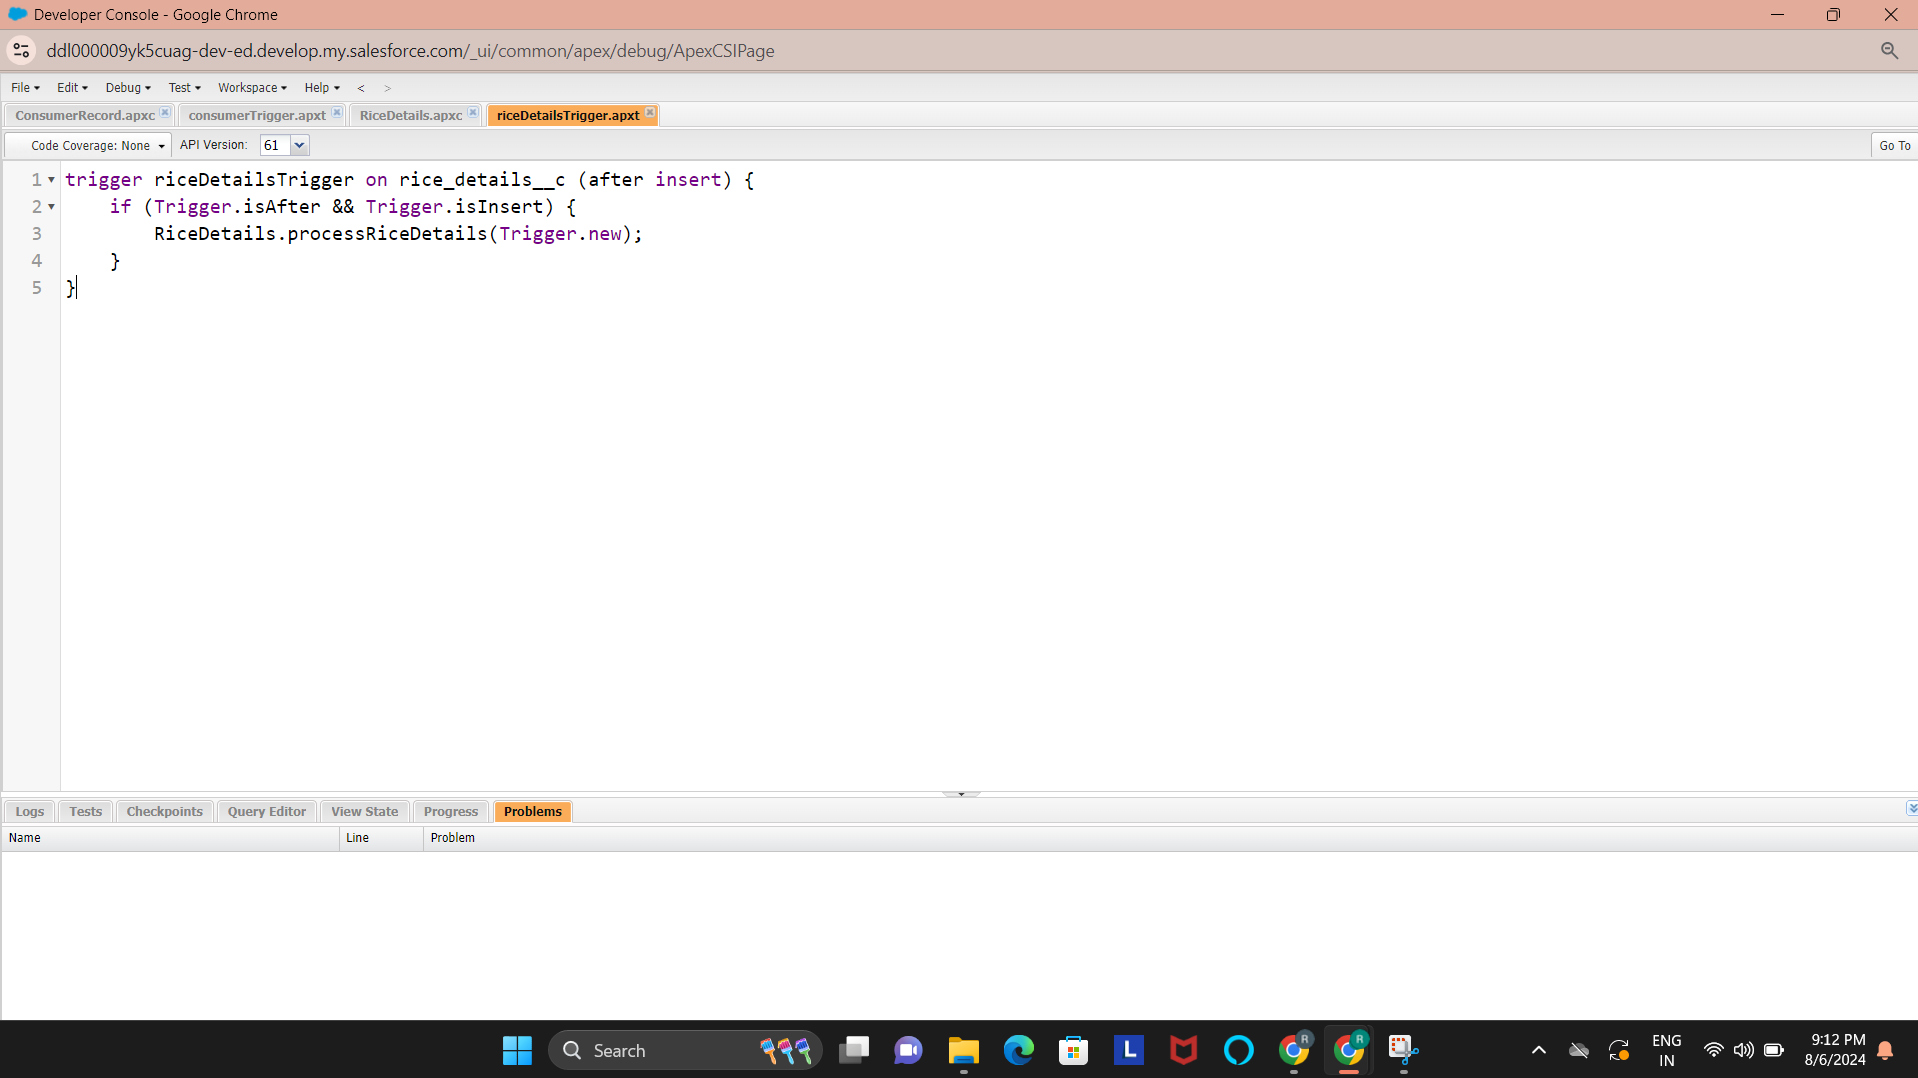 Developer Console - Google Chrome
ddl000009yk5cuag-dev-ed.develop.my.salesforce.com/_ui/common/apex/debug/ApexCSIPage
File Edit Debug Test Workspace Help < >
ConsumerRecord.apxc consumerTrigger.apxt RiceDetails.apxc riceDetailsTrigger.apxt
Code Coverage: None API Version: 61 Go To
1 trigger riceDetailsTrigger on rice_details__c (after insert) {
2 if (Trigger.isAfter && Trigger.isInsert) {
3 RiceDetails.processRiceDetails(Trigger.new);
4 }
5 }
Logs Tests Checkpoints Query Editor View State Progress Problems
Name Line Problem
Search L R R ENG 9:12 PM
IN 8/6/2024